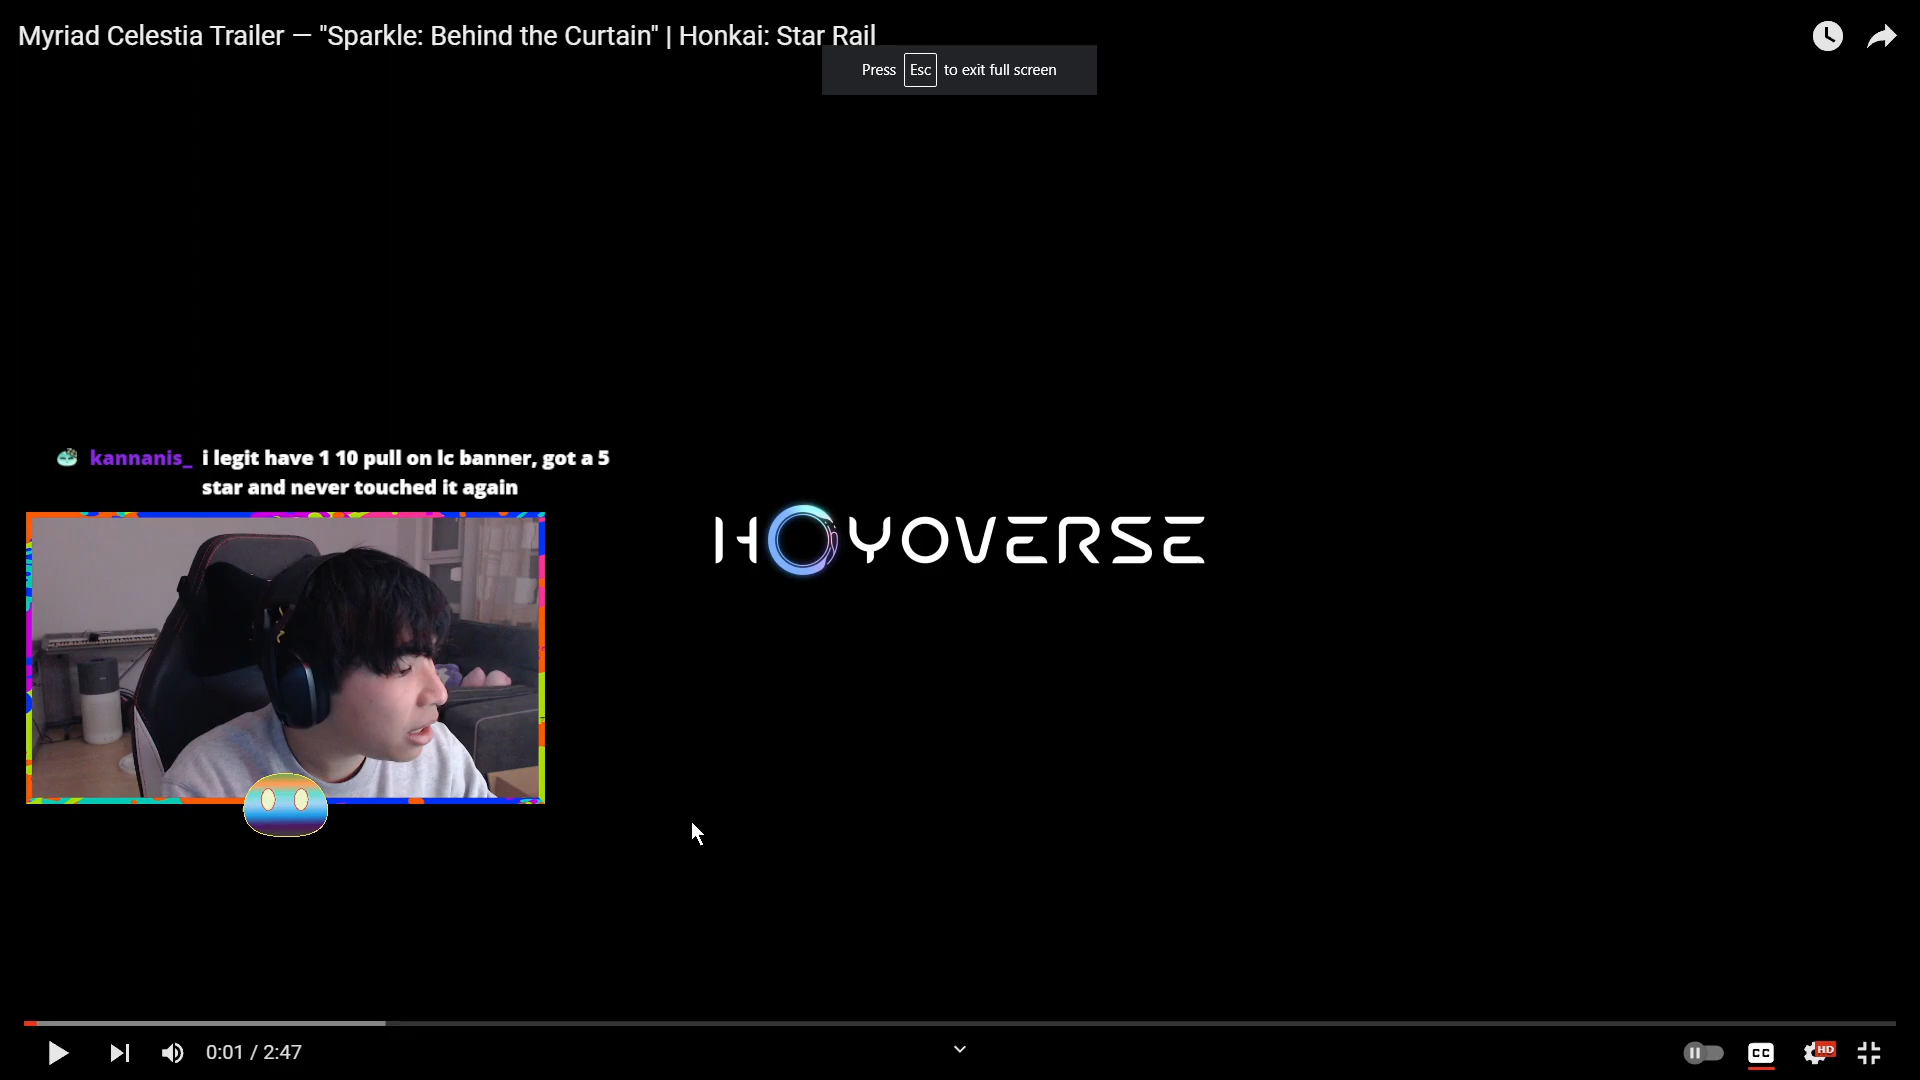 Myriad Celestia Trailer — "Sparkle: Behind the Curtain" | Honkai: Star Rail
Press Esc to exit full screen
kannanis_ i legit have 1 10 pull on lc banner, got a 5
star and never touched it again
HOYOVERSE
0:01 / 2:47
CC
HD